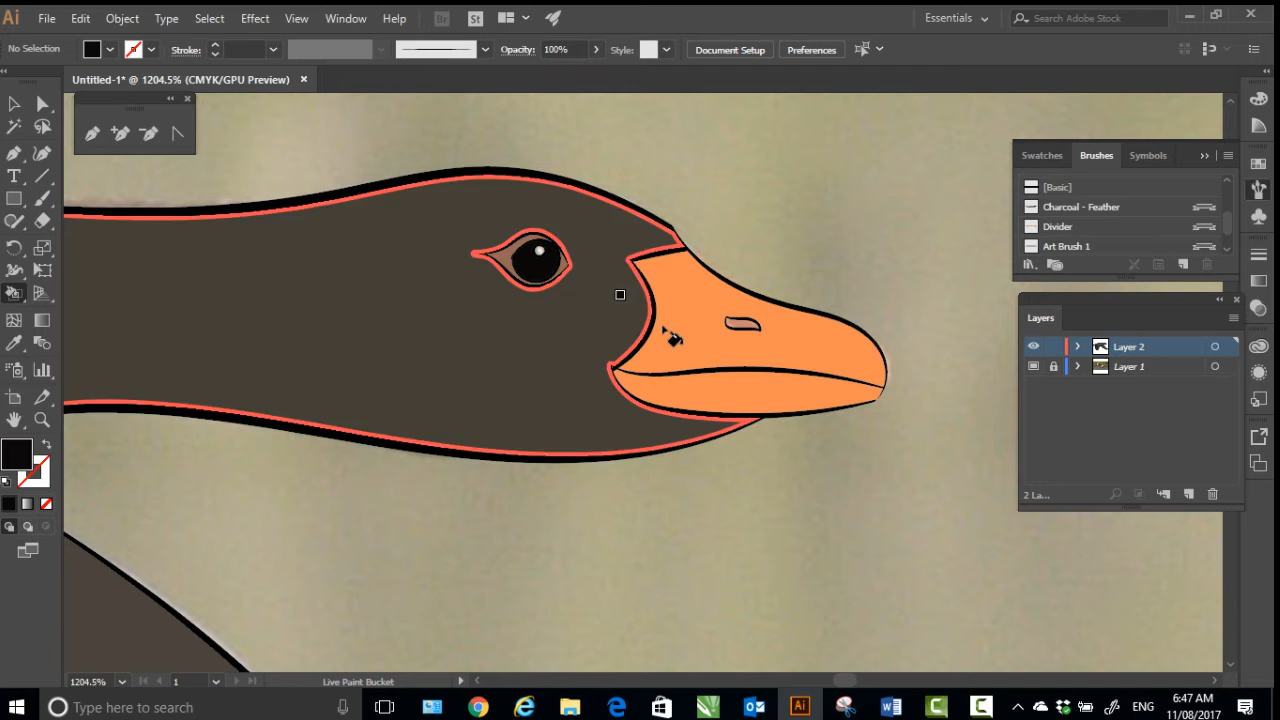 Ai File Edit Object Type Select Effect View Window Help Br St Essentials Search Adobe Stock
No Selection Stroke: Opacity: 100% Style: Document Setup Preferences
Untitled-1* @ 1204.5% (CMYK/GPU Preview)
Swatches Brushes Symbols
[Basic]
Charcoal - Feather
Divider
Art Brush 1
Layers
Layer 2
Layer 1
2 La...
1204.5% 1 Live Paint Bucket
Type here to search
ENG
6:47 AM
11/08/2017